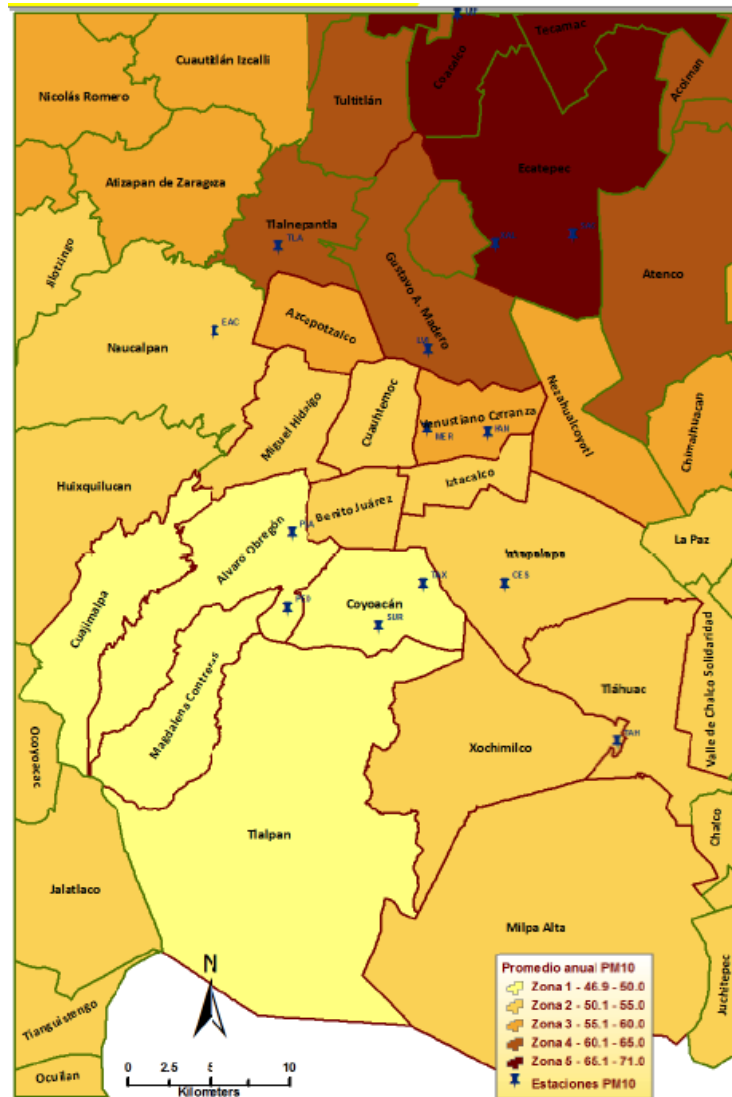 Tecamac
Coacalco
Cuautitlán Izcalli
Acolman
Nicolás Romero
Tultitlán
Ecatepec
Atizapan de Zaragoza
Tlalnepantla
TLA
Jilotzingo
Gustavo A. Madero
Atenco
Azcapotzalco
EAC
Naucalpan
Nezahualcoyotl
Cuauhtemoc
Miguel Hidalgo
Venustiano Carranza
MER
HAN
Chimalhuacan
Iztacalco
Huixquilucan
Benito Juárez
La Paz
Alvaro Obregón
Iztapalapa
TAX
CES
Cuajimalpa
PED
Coyoacán
SUR
Magdalena Contreras
Valle de Chalco Solidaridad
Tláhuac
Ocoyoacac
Xochimilco
TAH
Tlalpan
Chalco
Jalatlaco
Milpa Alta
N
Juchitepec
Tianguistengo
Ocuilan
0 2.5 5 10
Kilometers
Promedio anual PM10
Zona 1 - 46.9 - 50.0
Zona 2 - 50.1 - 55.0
Zona 3 - 55.1 - 60.0
Zona 4 - 60.1 - 65.0
Zona 5 - 65.1 - 71.0
Estaciones PM10